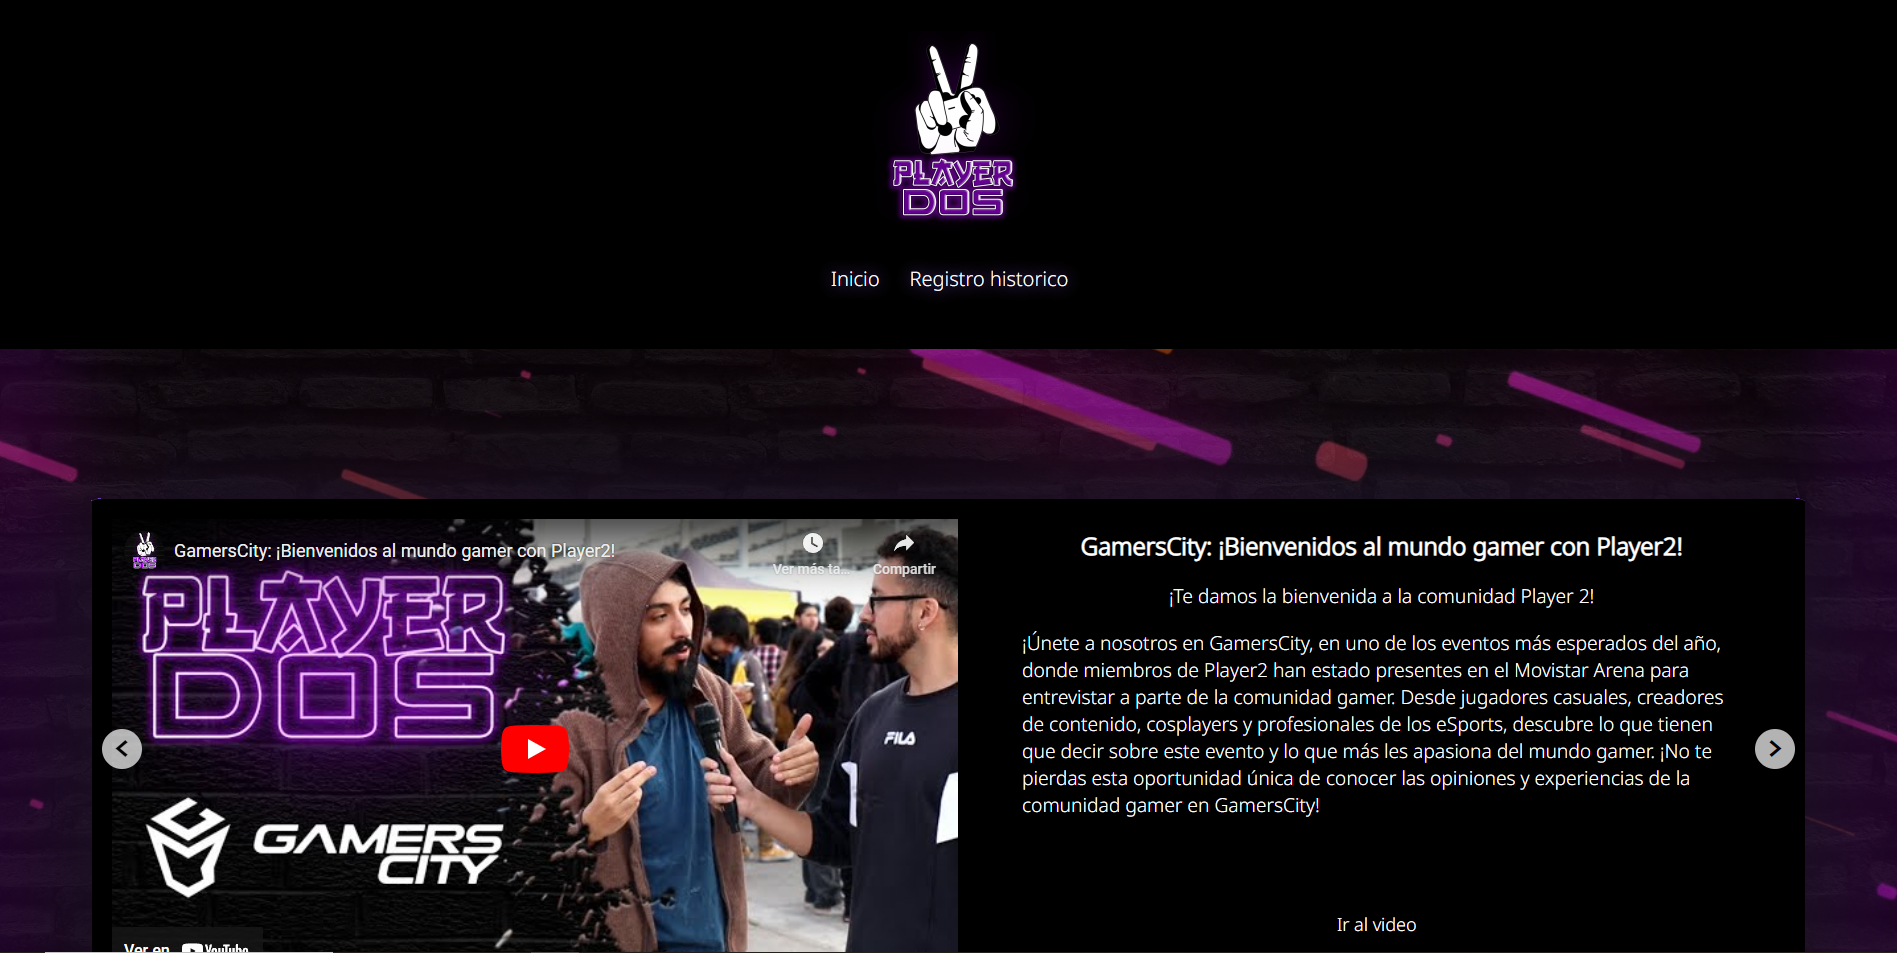 PLAYER
DOS
Inicio
Registro historico
GamersCity: ¡Bienvenidos al mundo gamer con Player2!
Ver más ta...
Compartir
PLAYER
DOS
PLAYER
DOS
FILA
GAMERS
CITY
Ver en YouTube
GamersCity: ¡Bienvenidos al mundo gamer con Player2!
¡Te damos la bienvenida a la comunidad Player 2!
¡Únete a nosotros en GamersCity, en uno de los eventos más esperados del año,
donde miembros de Player2 han estado presentes en el Movistar Arena para
entrevistar a parte de la comunidad gamer. Desde jugadores casuales, creadores
de contenido, cosplayers y profesionales de los eSports, descubre lo que tienen
que decir sobre este evento y lo que más les apasiona del mundo gamer. ¡No te
pierdas esta oportunidad única de conocer las opiniones y experiencias de la
comunidad gamer en GamersCity!
Ir al video